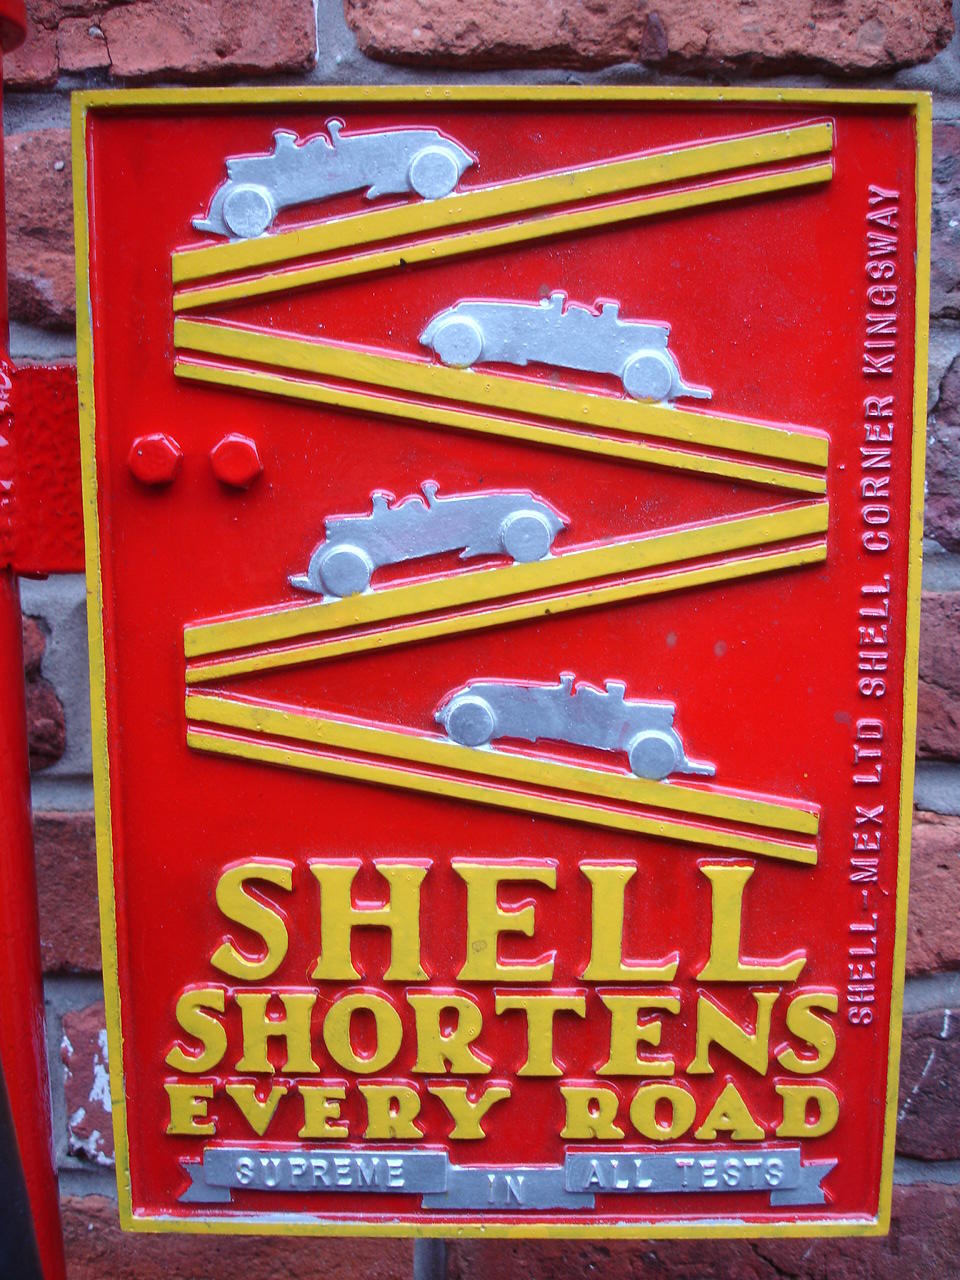 SHELL
SHORTENS
EVERY ROAD
SUPREME IN ALL TESTS
SHELL-MEX LTD SHELL CORNER KINGSWAY